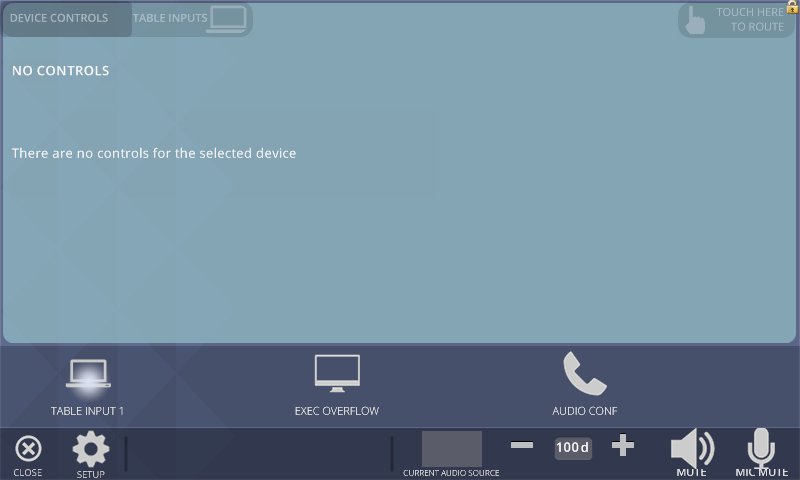 DEVICE CONTROLS
TABLE INPUTS
TOUCH HERE
TO ROUTE
NO CONTROLS
There are no controls for the selected device
TABLE INPUT 1
EXEC OVERFLOW
AUDIO CONF
CLOSE
SETUP
CURRENT AUDIO SOURCE
100d
MUTE
MIC MUTE